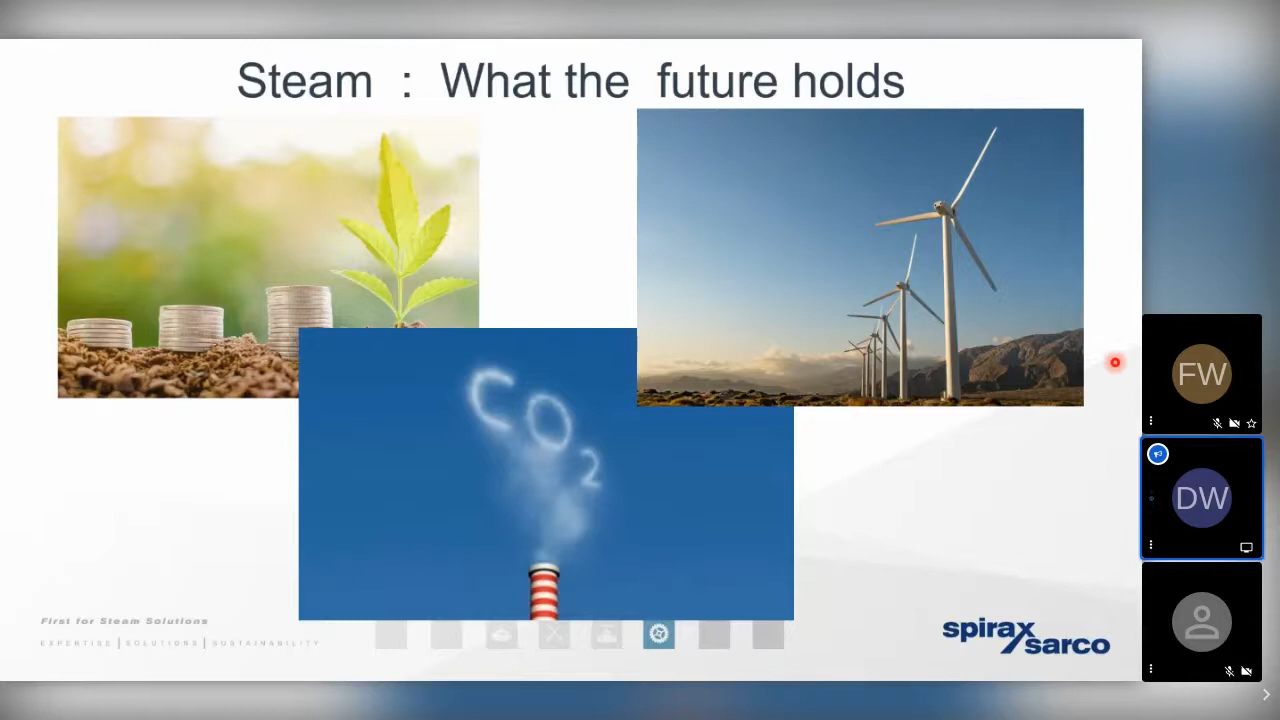 Steam : What the future holds
CO2
First for Steam Solutions
EXPERTISE | SOLUTIONS | SUSTAINABILITY
spirax
sarco
FW
DW